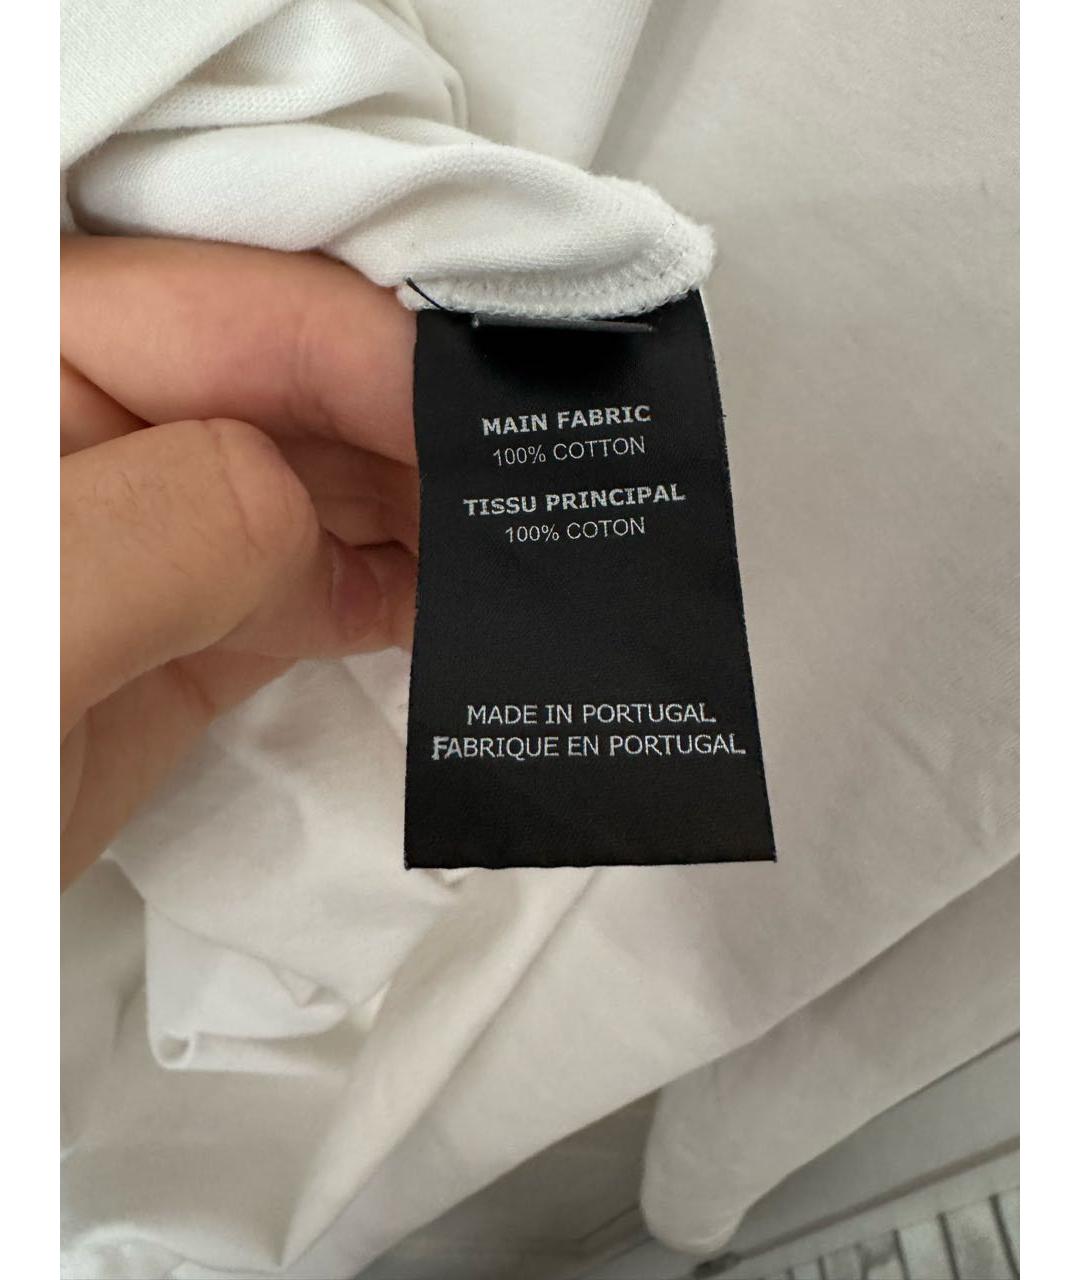 MAIN FABRIC
100% COTTON
TISSU PRINCIPAL
100% COTON
MADE IN PORTUGAL
FABRIQUE EN PORTUGAL